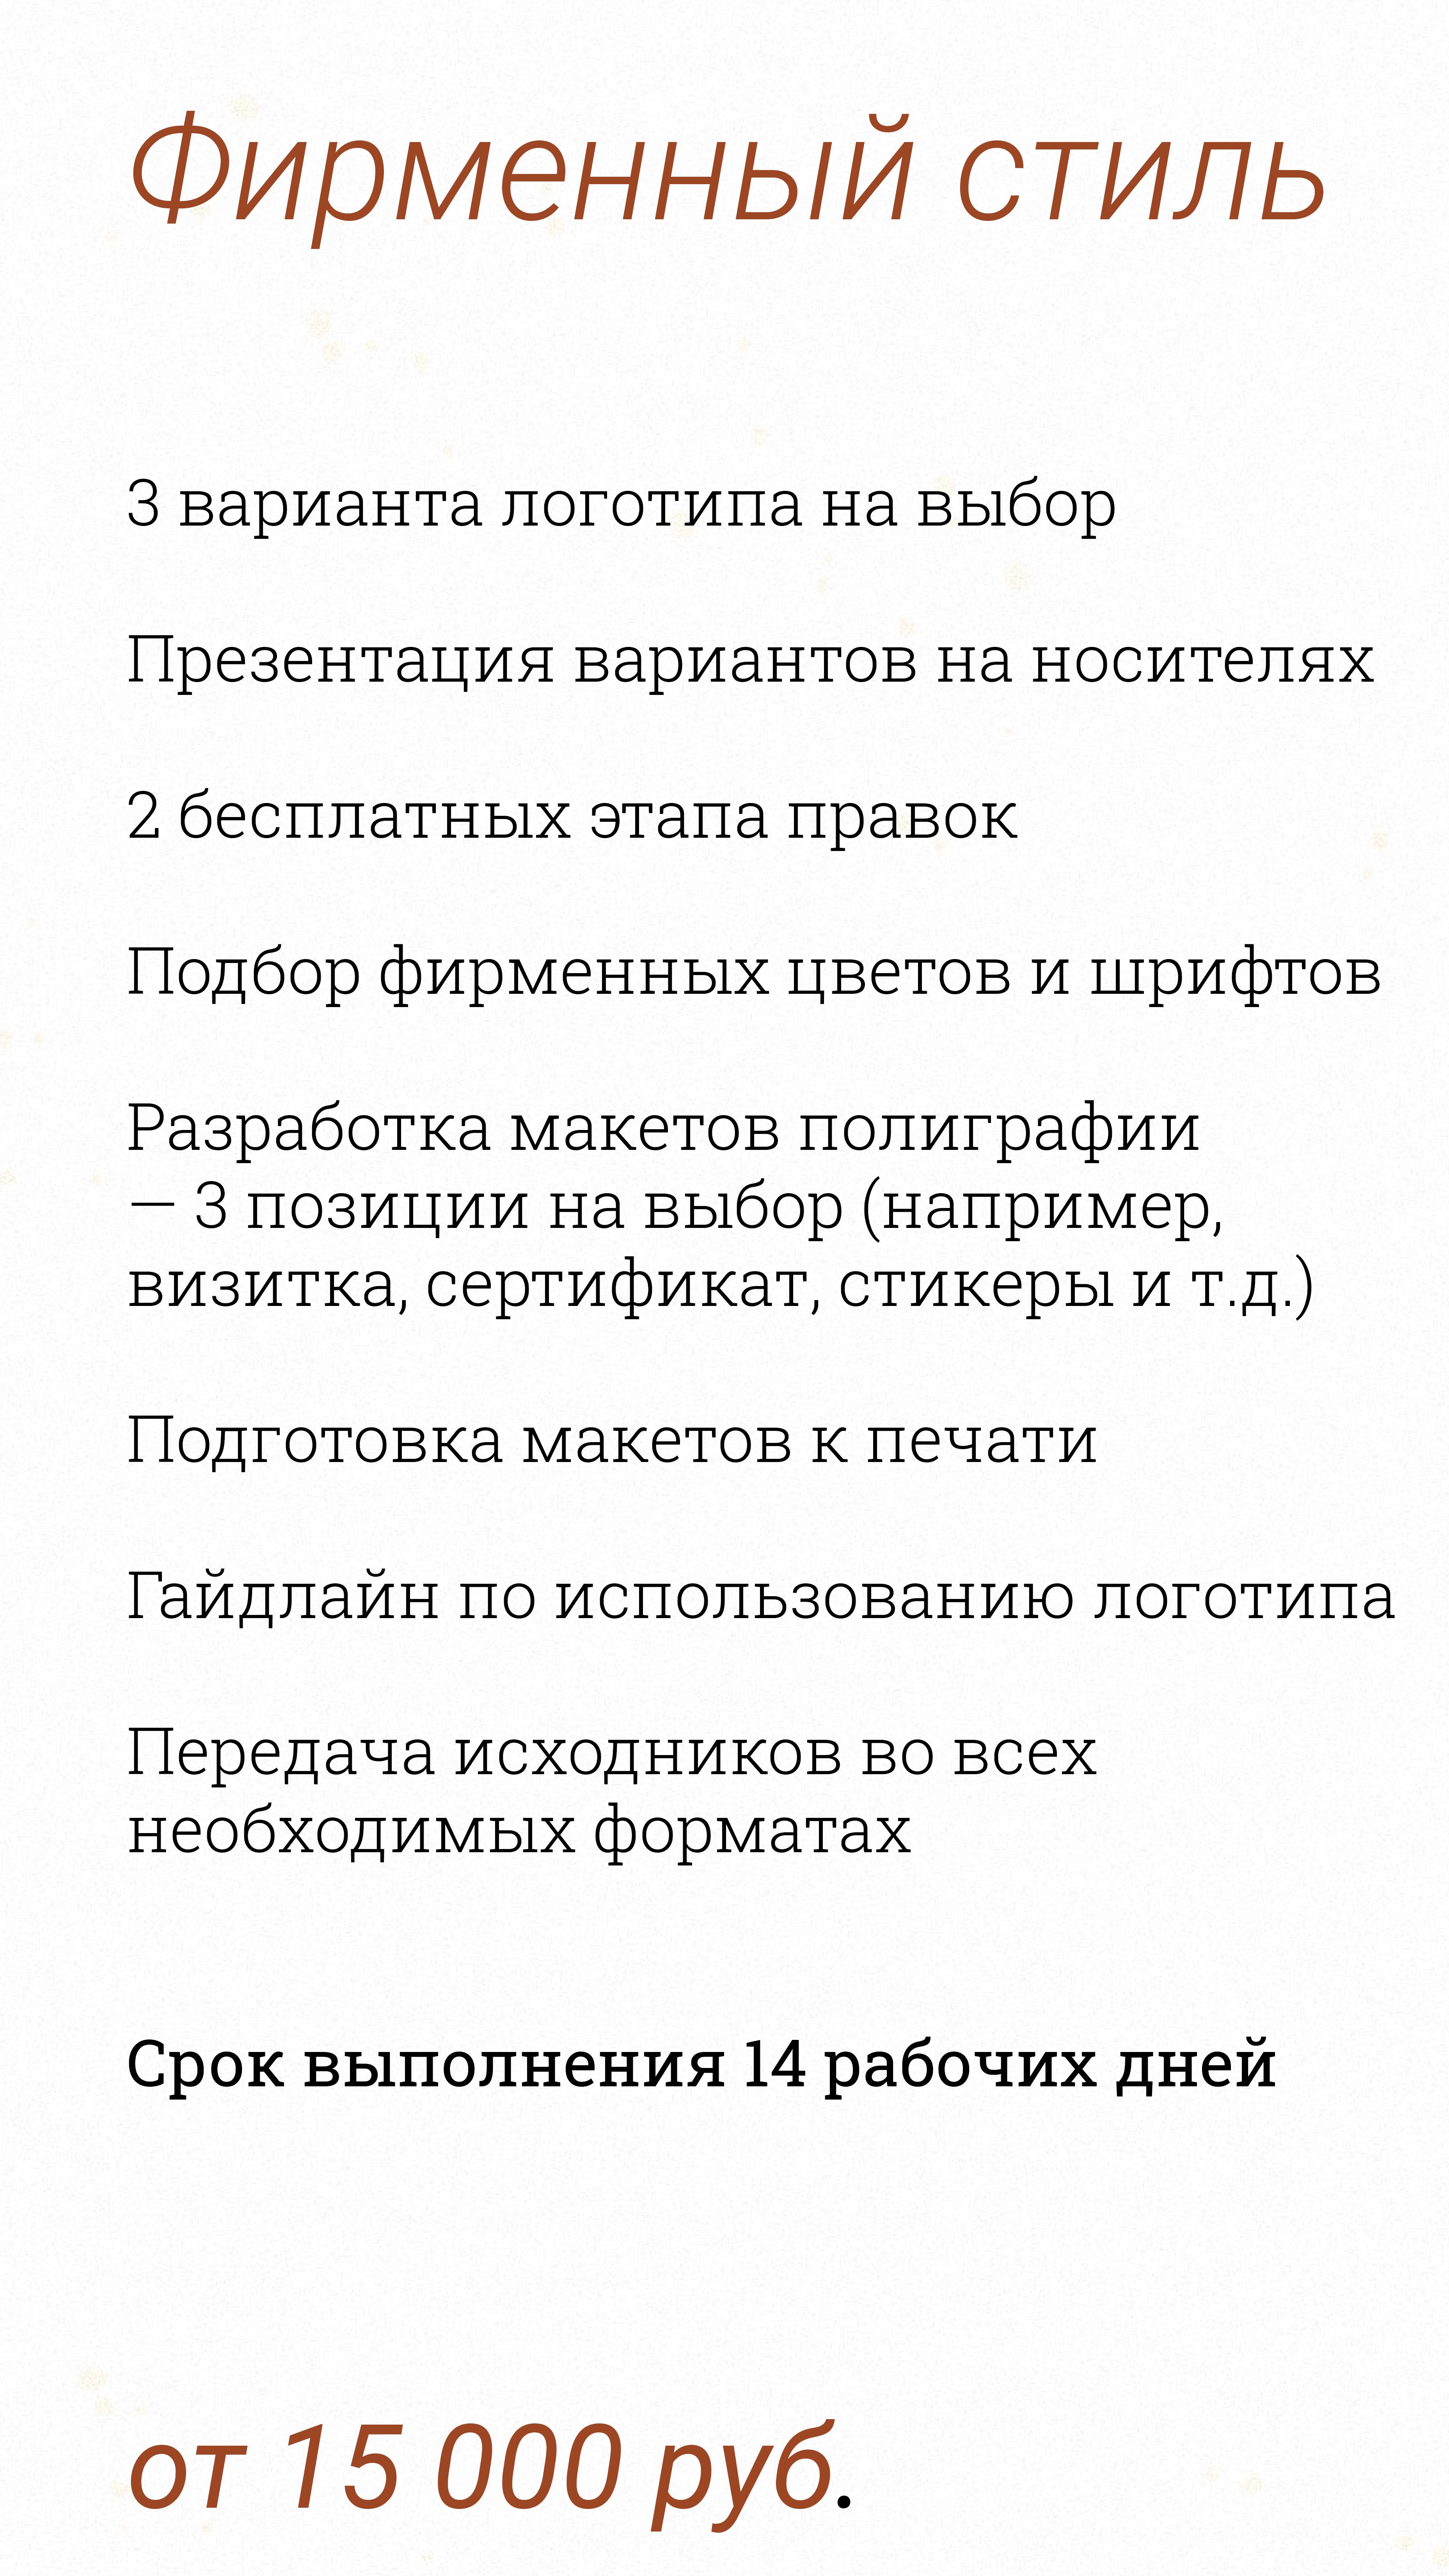 Фирменный стиль
3 варианта логотипа на выбор
Презентация вариантов на носителях
2 бесплатных этапа правок
Подбор фирменных цветов и шрифтов
Разработка макетов полиграфии
— 3 позиции на выбор (например,
визитка, сертификат, стикеры и т.д.)
Подготовка макетов к печати
Гайдлайн по использованию логотипа
Передача исходников во всех
необходимых форматах
Срок выполнения 14 рабочих дней
от 15 000 руб.